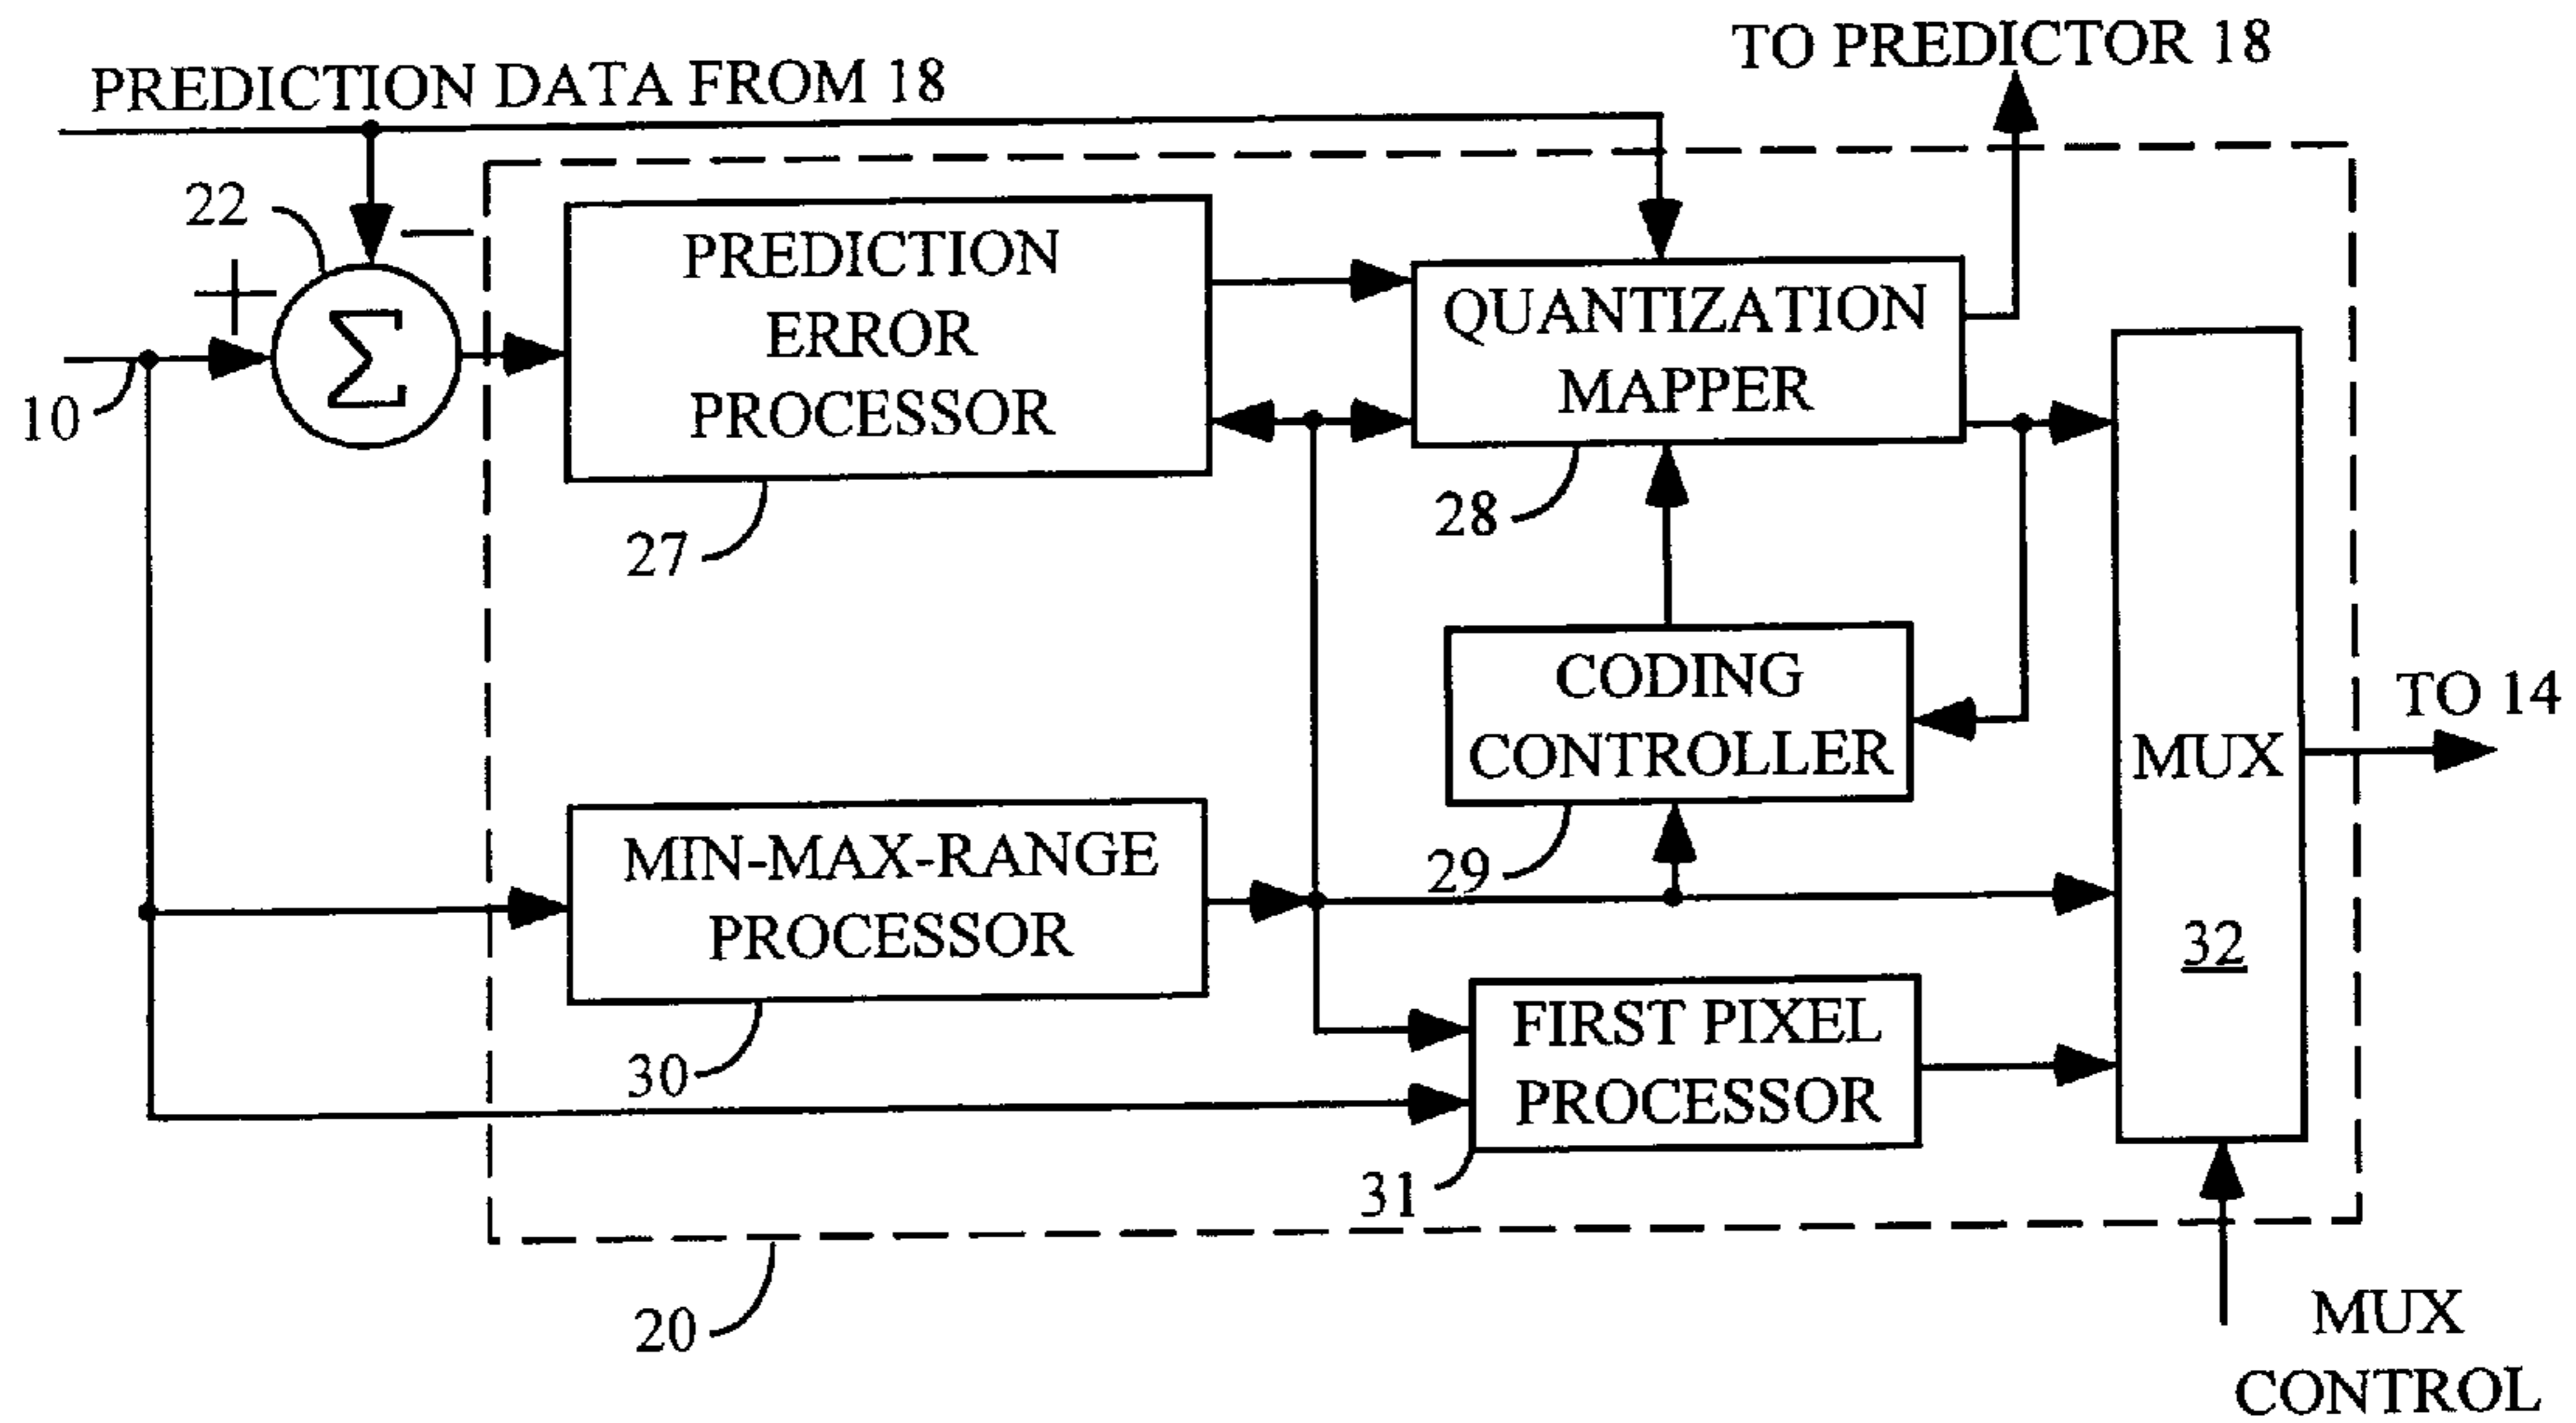 TO PREDICTOR 18
PREDICTION DATA FROM 18
22
—
+
Σ
10
PREDICTION
ERROR
PROCESSOR
27
QUANTIZATION
MAPPER
28
CODING
CONTROLLER
29
MIN-MAX-RANGE
PROCESSOR
30
FIRST PIXEL
PROCESSOR
31
MUX
32
TO 14
20
MUX
CONTROL